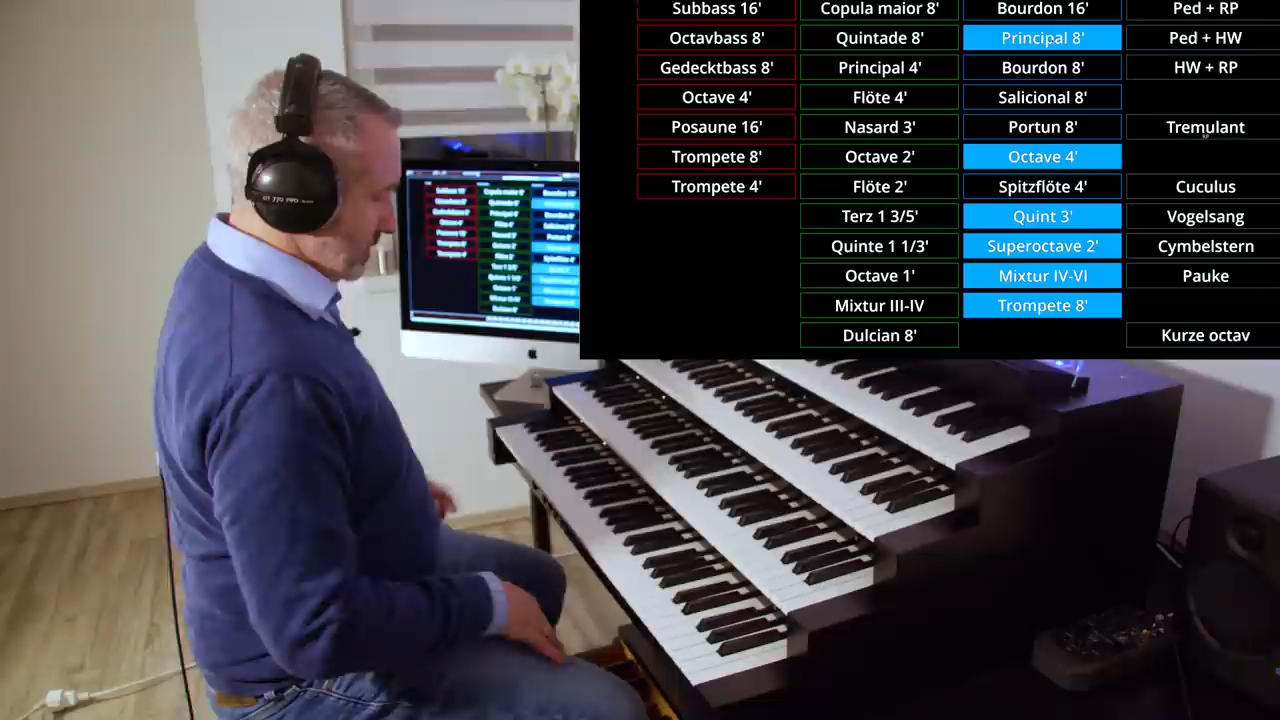 Subbass 16' Copula maior 8' Bourdon 16' Ped + RP
Octavbass 8' Quintade 8' Principal 8' Ped + HW
Gedecktbass 8' Principal 4' Bourdon 8' HW + RP
Octave 4' Flöte 4' Salicional 8'
Posaune 16' Nasard 3' Portun 8' Tremulant
Trompete 8' Octave 2' Octave 4'
Trompete 4' Flöte 2' Spitzflöte 4' Cuculus
Terz 1 3/5' Quint 3' Vogelsang
Quinte 1 1/3' Superoctave 2' Cymbelstern
Octave 1' Mixtur IV-VI Pauke
Mixtur III-IV Trompete 8'
Dulcian 8' Kurze octav
DT 770 PRO